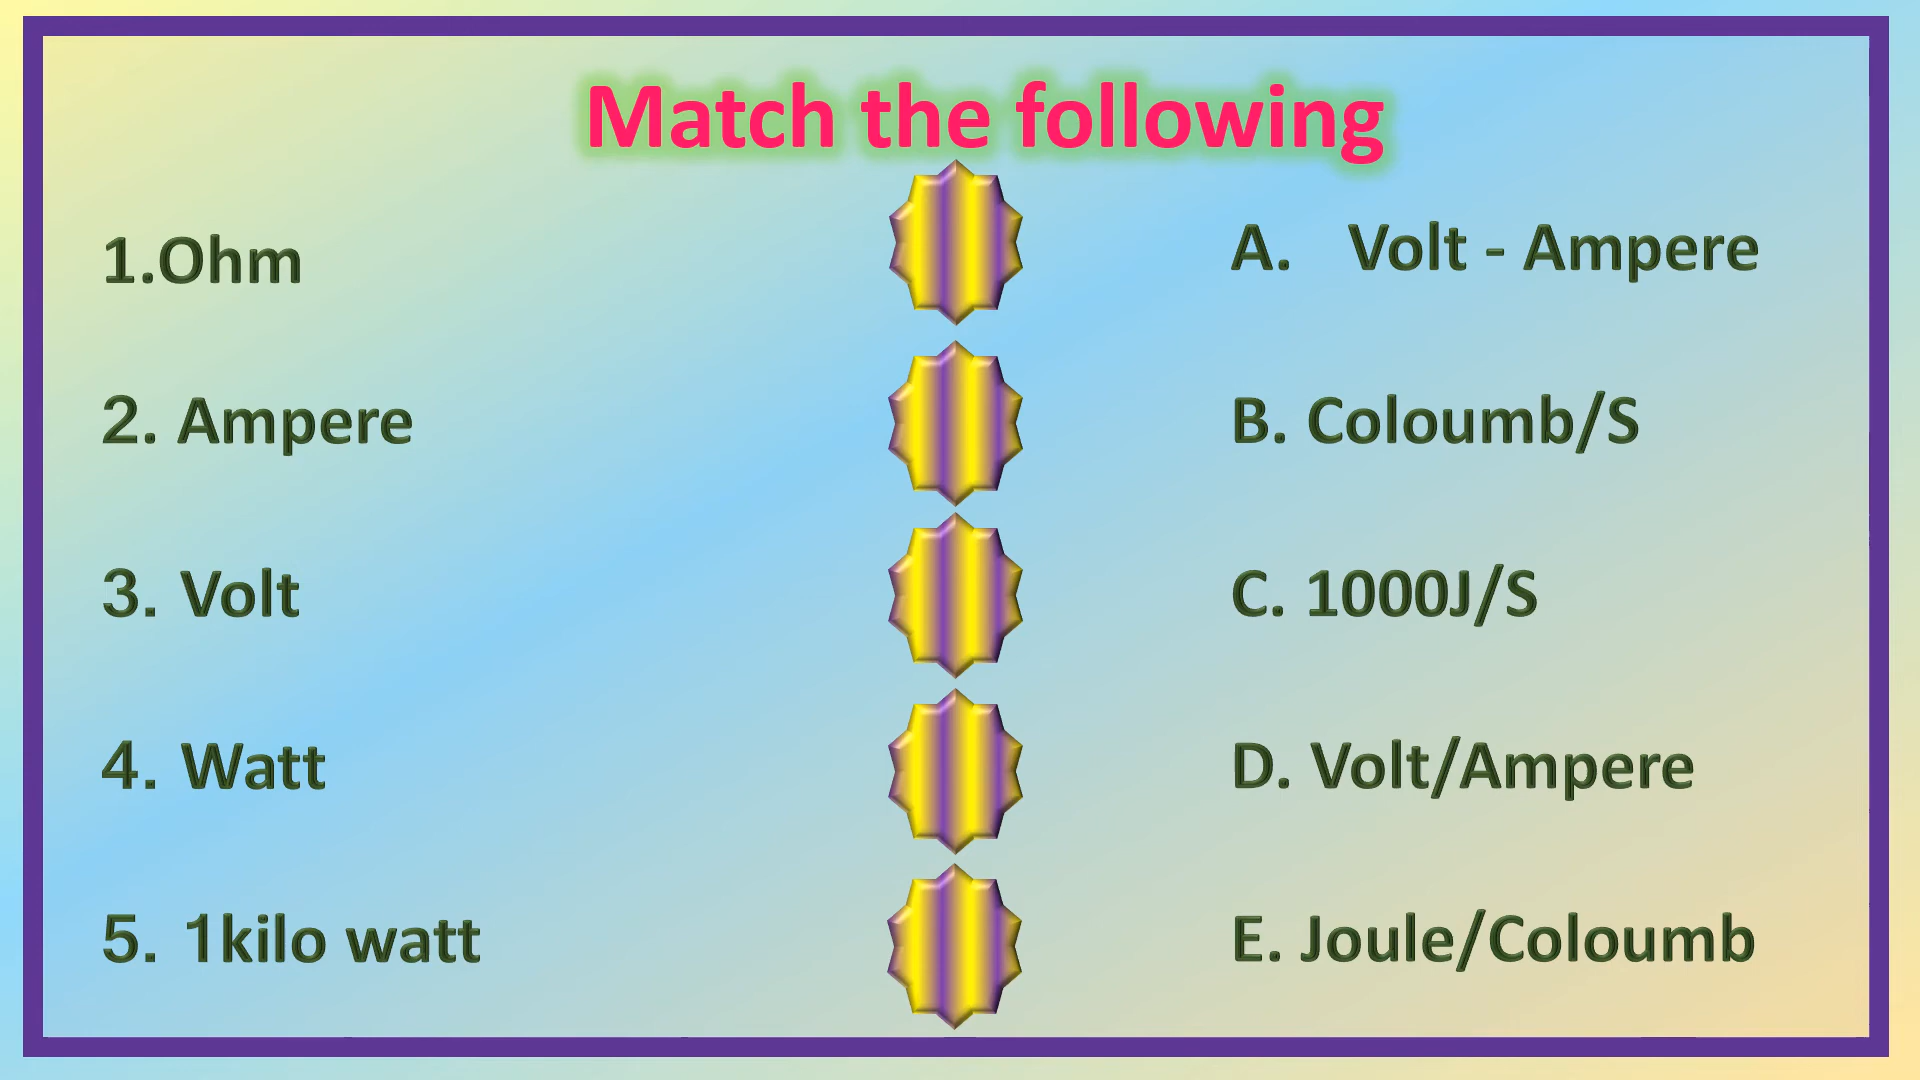 Match the following
1.Ohm
A. Volt - Ampere
2. Ampere
B. Coloumb/S
3. Volt
C. 1000J/S
4. Watt
D. Volt/Ampere
5. 1kilo watt
E. Joule/Coloumb